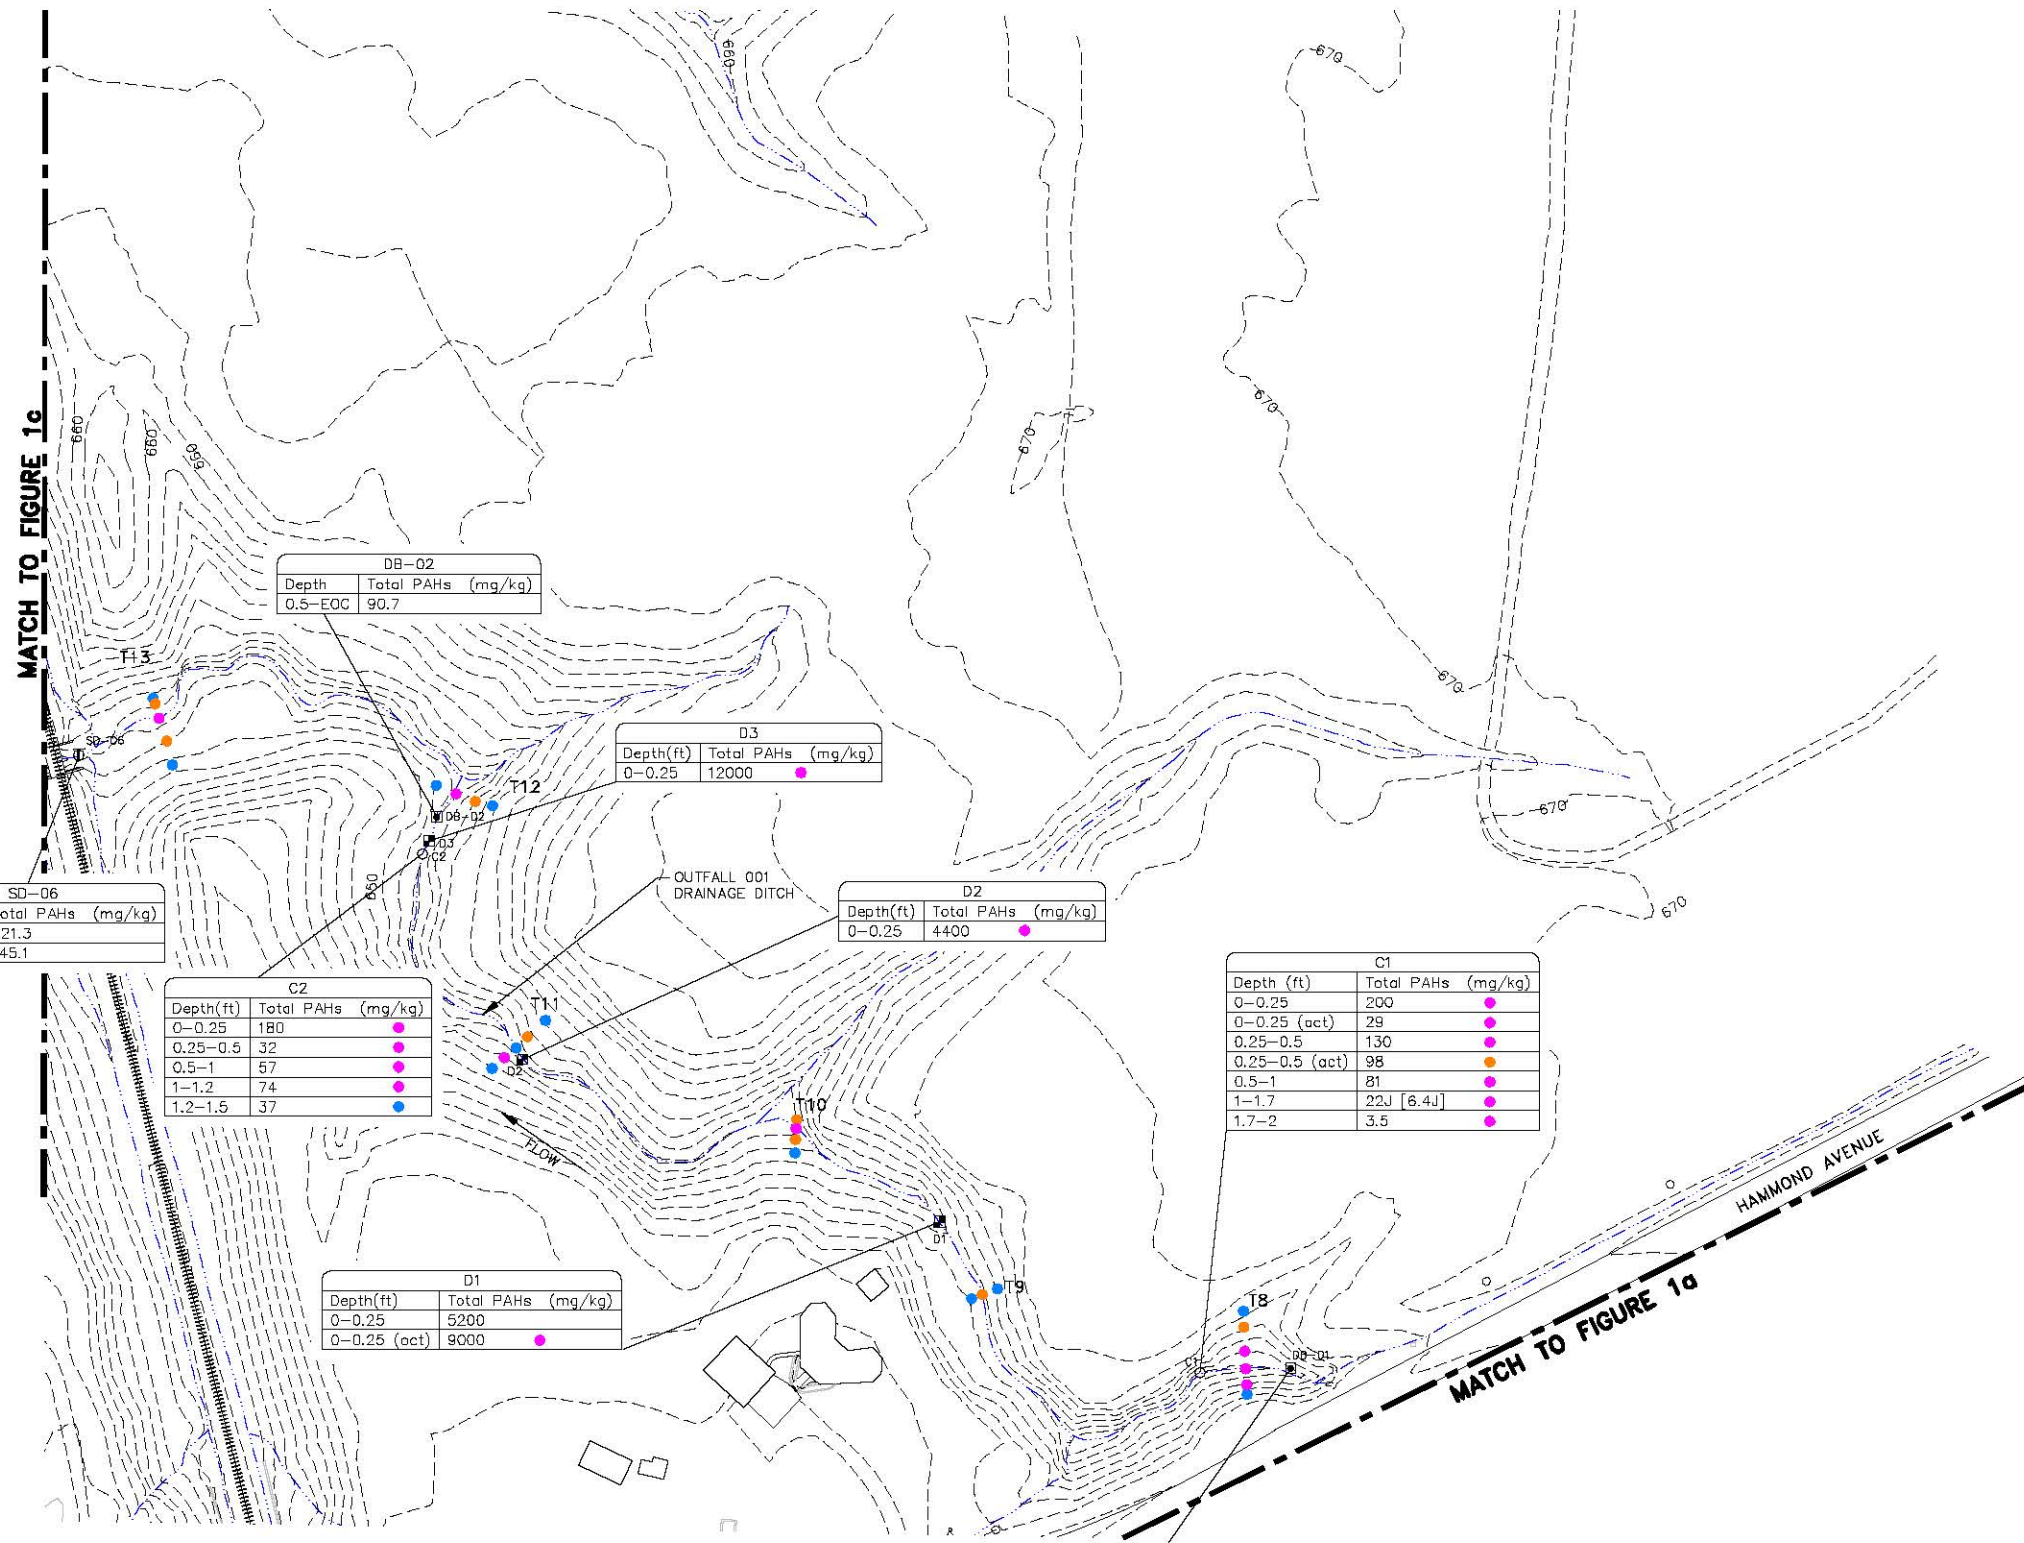 660
670
MATCH TO FIGURE 1c
660
660
660
670
670
DB-02
Depth Total PAHs (mg/kg)
0.5-EOC 90.7
T13
SD-06
670
D3
Depth(ft) Total PAHs (mg/kg)
0-0.25 12000
T12
DB-02
D3
C2
670
660
OUTFALL 001
DRAINAGE DITCH
670
SD-06
otal PAHs (mg/kg)
21.3
45.1
D2
Depth(ft) Total PAHs (mg/kg)
0-0.25 4400
C2
Depth(ft) Total PAHs (mg/kg)
0-0.25 180
0.25-0.5 32
0.5-1 57
1-1.2 74
1.2-1.5 37
T11
D2
C1
Depth (ft) Total PAHs (mg/kg)
0-0.25 200
0-0.25 (act) 29
0.25-0.5 130
0.25-0.5 (act) 98
0.5-1 81
1-1.7 22J [6.4J]
1.7-2 3.5
T10
FLOW
HAMMOND AVENUE
D1
D1
Depth(ft) Total PAHs (mg/kg)
0-0.25 5200
0-0.25 (act) 9000
T9
T8
C1
DB-01
MATCH TO FIGURE 1a